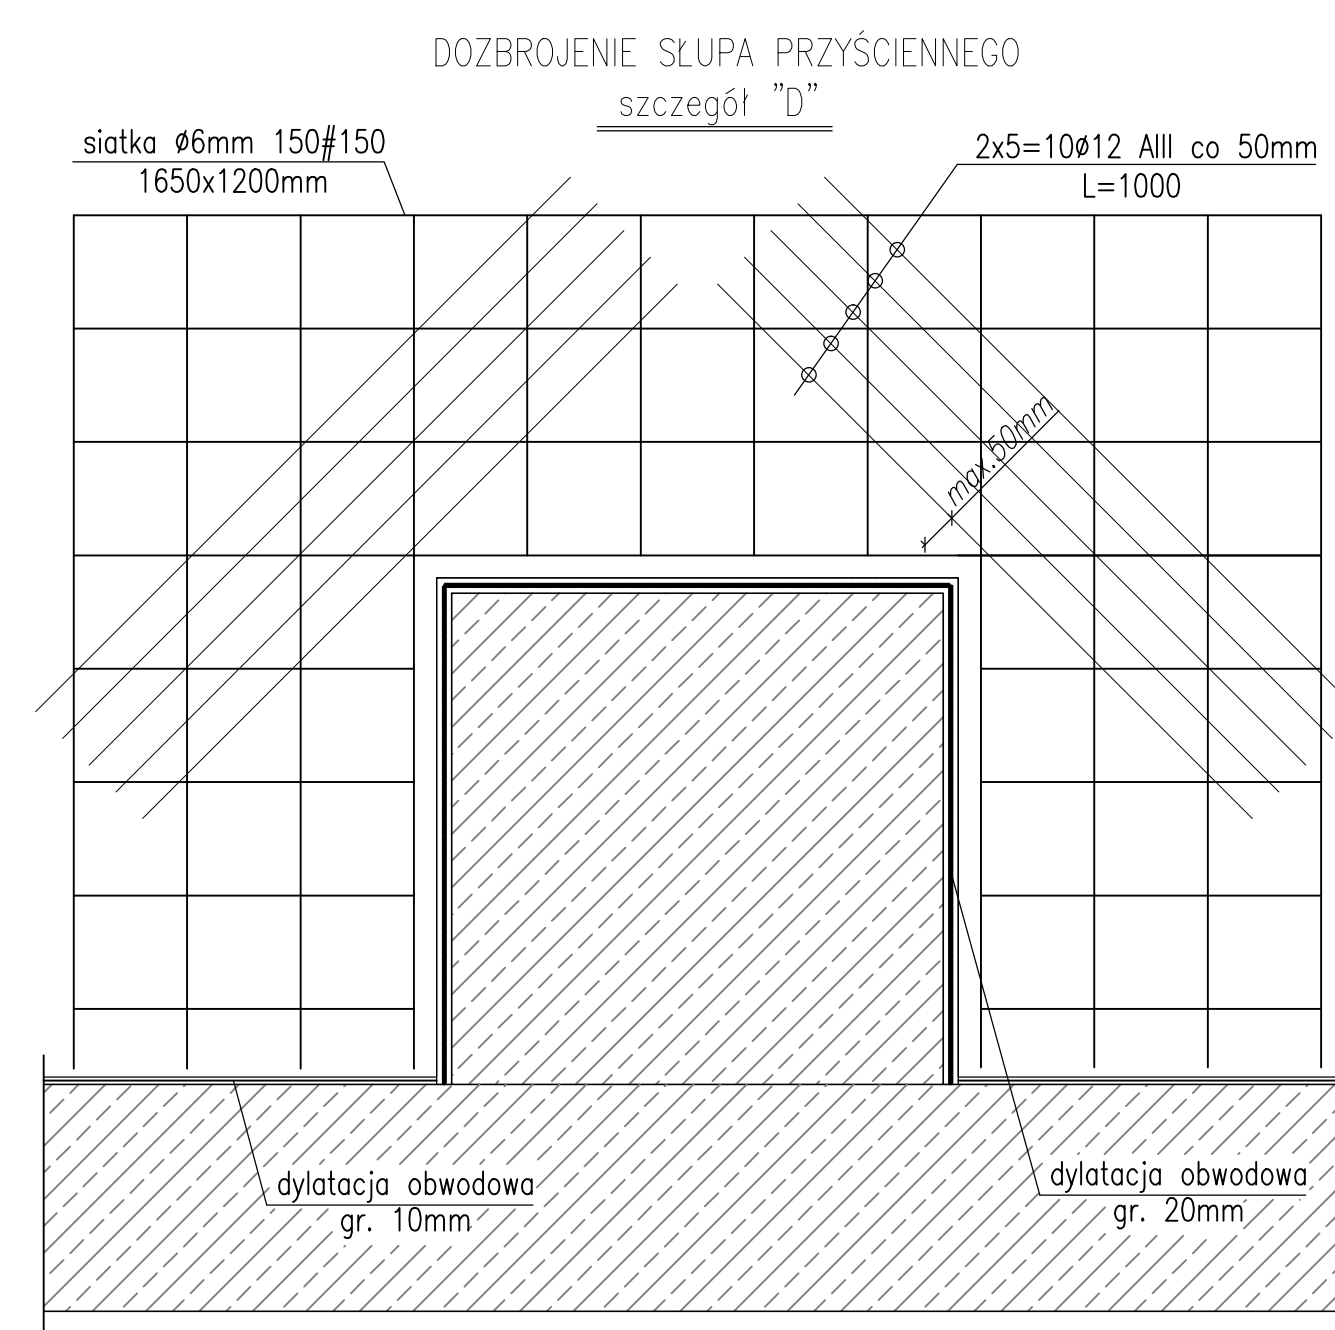 DOZBROJENIE SŁUPA PRZYŚCIENNEGO
szczegół "D"
siatka ø6mm 150#150
1650x1200mm
2x5=10ø12 AIII co 50mm
L=1000
max.50mm
dylatacja obwodowa
gr. 10mm
dylatacja obwodowa
gr. 20mm